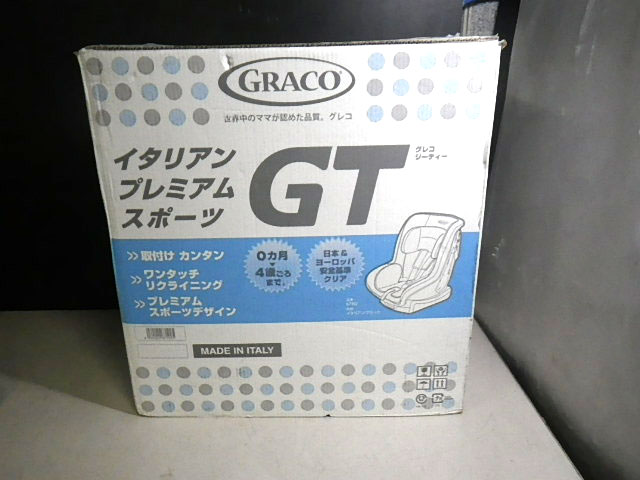 GRACO
世界中のママが認めた品質。グレコ
イタリアン
プレミアム
スポーツ
GT
グレコ
ジーティー
>> 取付け カンタン
>> ワンタッチ
リクライニング
>> プレミアム
スポーツデザイン
0カ月
4歳ごろ
まで
日本&
ヨーロッパ
安全基準
クリア
MADE IN ITALY